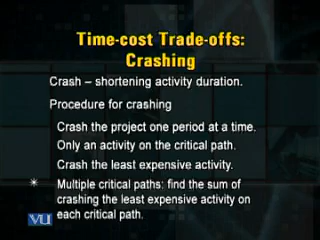 Time-cost Trade-offs:
Crashing
Crash – shortening activity duration.
Procedure for crashing
Crash the project one period at a time.
Only an activity on the critical path.
Crash the least expensive activity.
Multiple critical paths: find the sum of
crashing the least expensive activity on
each critical path.
VU